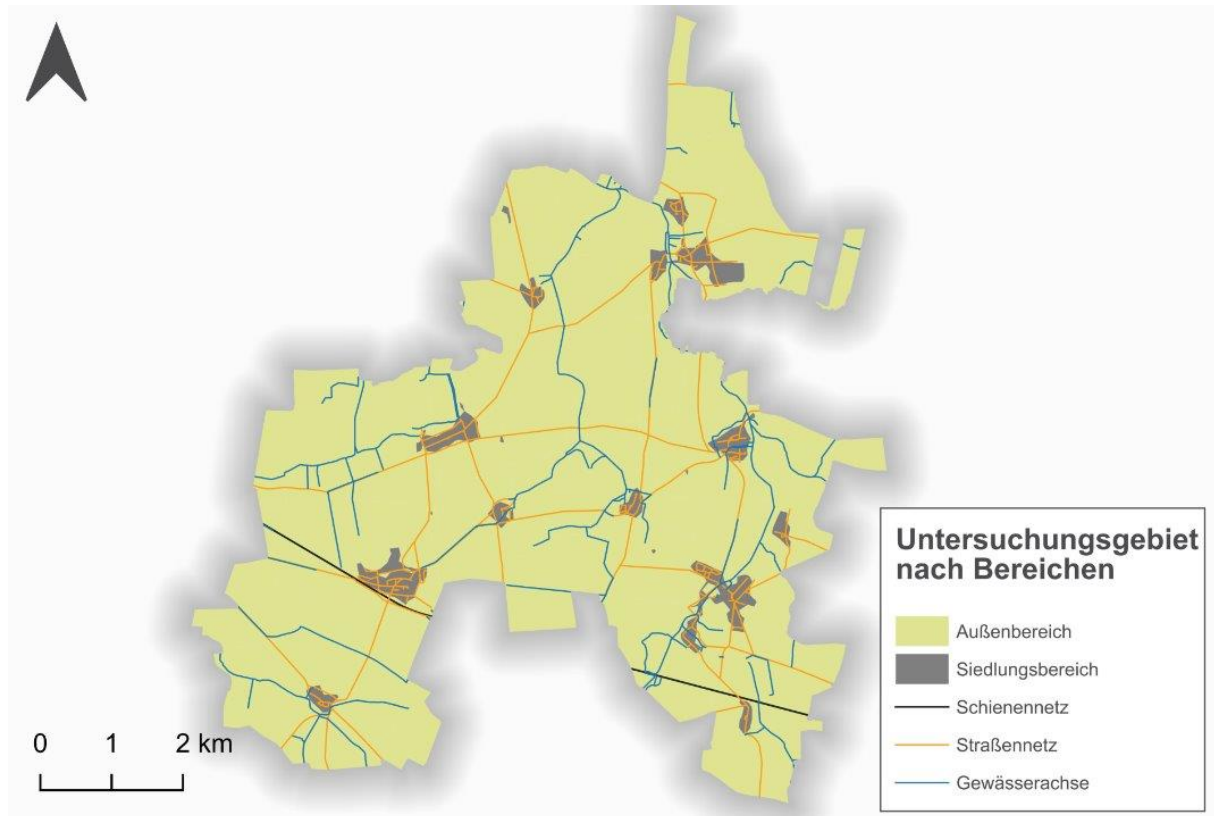 Untersuchungsgebiet
nach Bereichen
Außenbereich
Siedlungsbereich
Schienennetz
Straßennetz
Gewässerachse
0 1 2 km